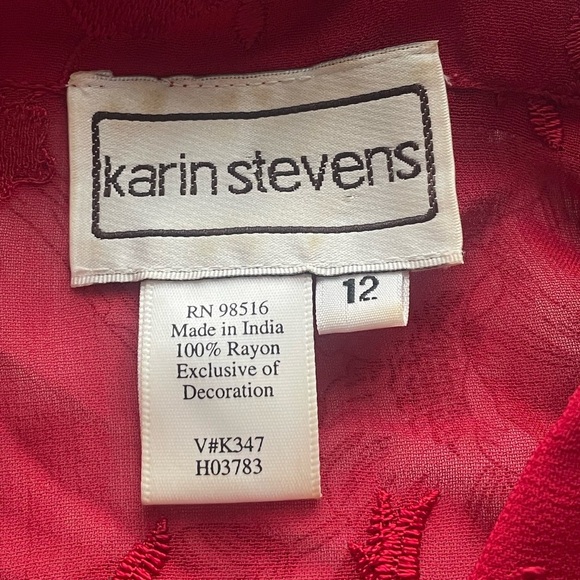 karin stevens
12
RN 98516
Made in India
100% Rayon
Exclusive of
Decoration
V#K347
H03783